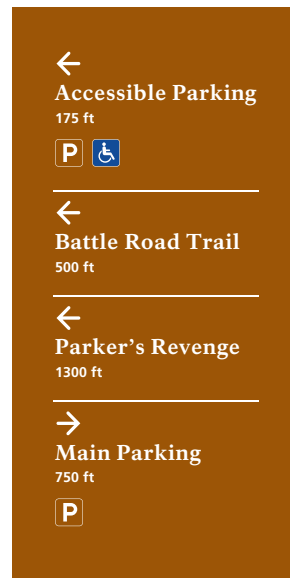 ←
Accessible Parking
175 ft
P
←
Battle Road Trail
500 ft
←
Parker's Revenge
1300 ft
→
Main Parking
750 ft
P